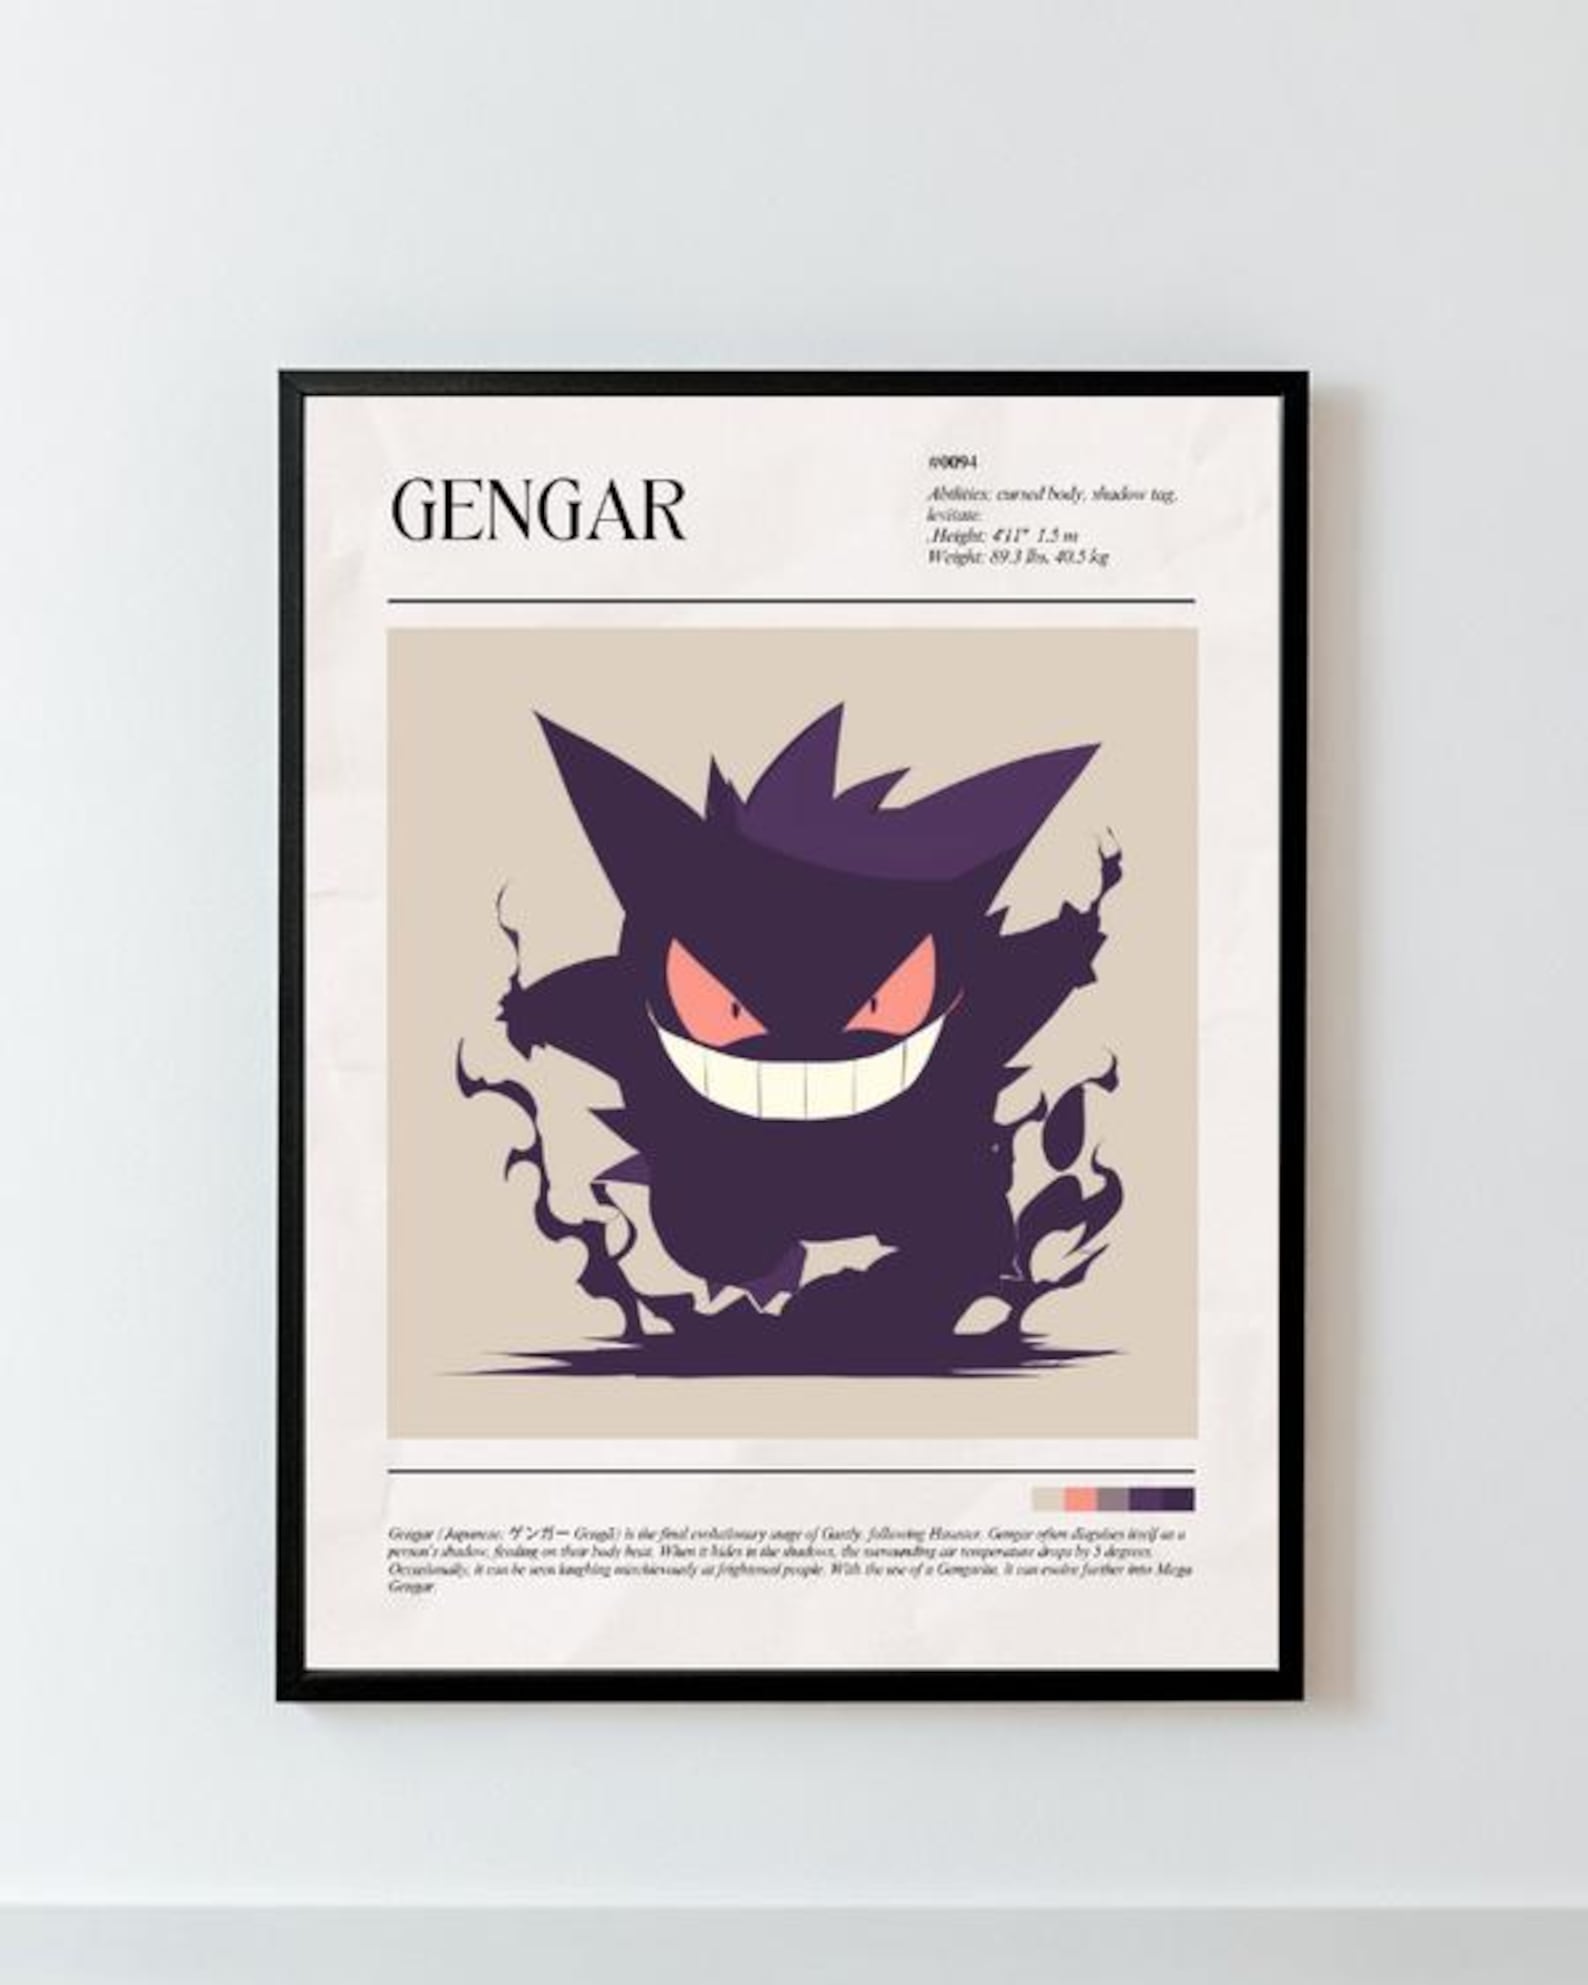 GENGAR
#0094
Abilities: cursed body, shadow tag,
levitate.
.Height: 4'11" 1.5 m
Weight: 89.3 lbs. 40.5 kg
Gengar (Japanese: ゲンガー Gengā) is the final evolutionary stage of Gastly, following Haunter. Gengar often disguises itself as a
person's shadow, feeding on their body heat. When it hides in the shadows, the surrounding air temperature drops by 5 degrees.
Occasionally, it can be seen laughing mischievously at frightened people. With the use of a Gengarite, it can evolve further into Mega
Gengar.